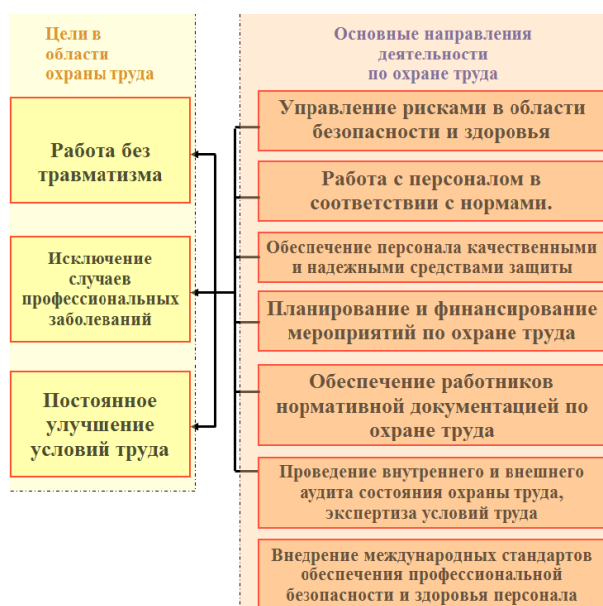 Цели в
области
охраны труда
Работа без
травматизма
Исключение
случаев
профессиональных
заболеваний
Постоянное
улучшение
условий труда
Основные направления
деятельности
по охране труда
Управление рисками в области
безопасности и здоровья
Работа с персоналом в
соответствии с нормами.
Обеспечение персонала качественными
и надежными средствами защиты
Планирование и финансирование
мероприятий по охране труда
Обеспечение работников
нормативной документацией по
охране труда
Проведение внутреннего и внешнего
аудита состояния охраны труда,
экспертиза условий труда
Внедрение международных стандартов
обеспечения профессиональной
безопасности и здоровья персонала